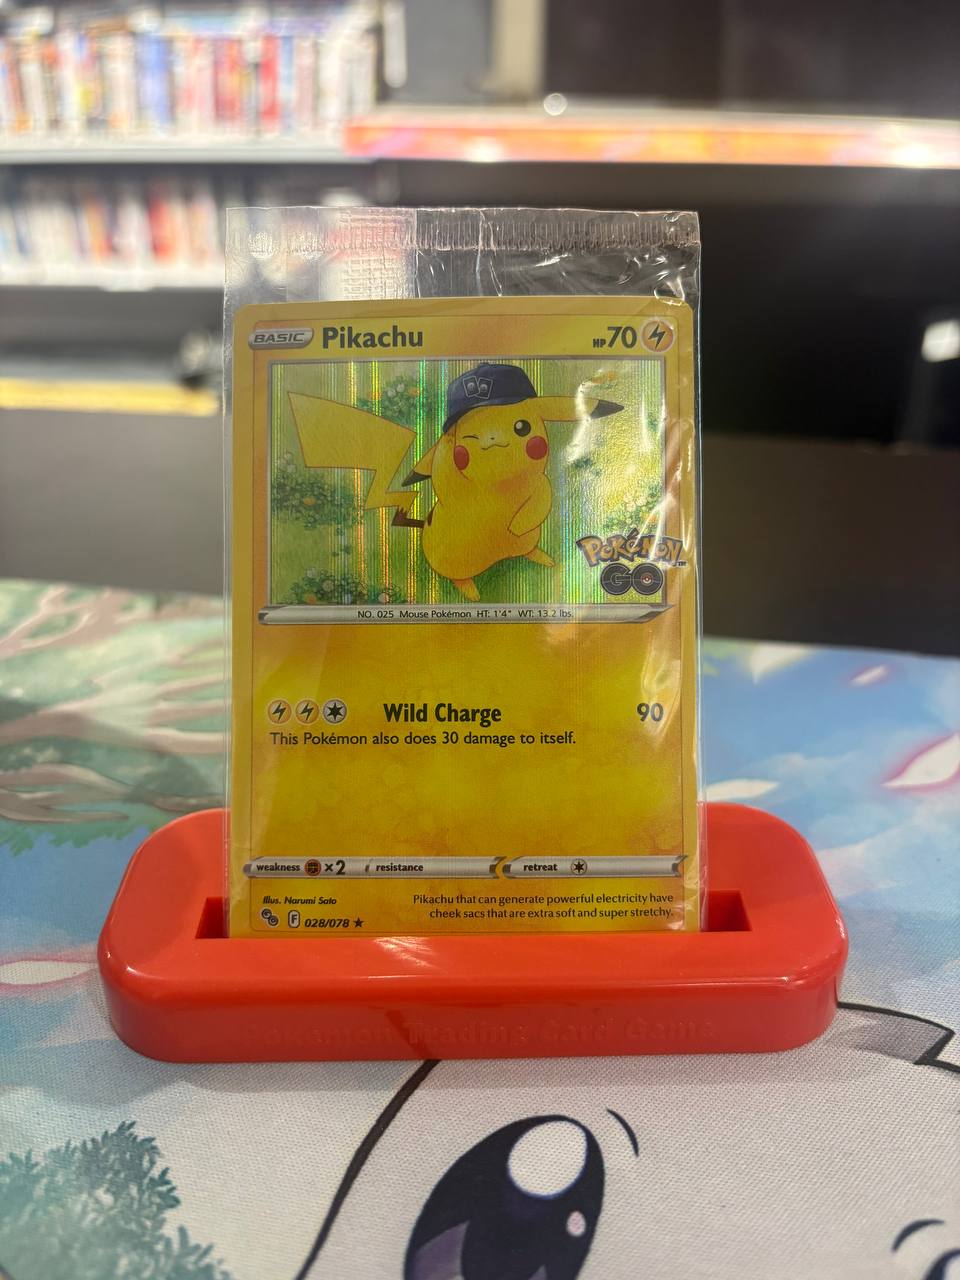 BASIC Pikachu HP70
POKÉMON™
GO
NO. 025 Mouse Pokémon HT: 1'4" WT: 13.2 lbs.
Wild Charge 90
This Pokémon also does 30 damage to itself.
weakness ×2 resistance retreat
Illus. Narumi Sato
Pikachu that can generate powerful electricity have
cheek sacs that are extra soft and super stretchy.
F 028/078 ★
Pokémon Trading Card Game